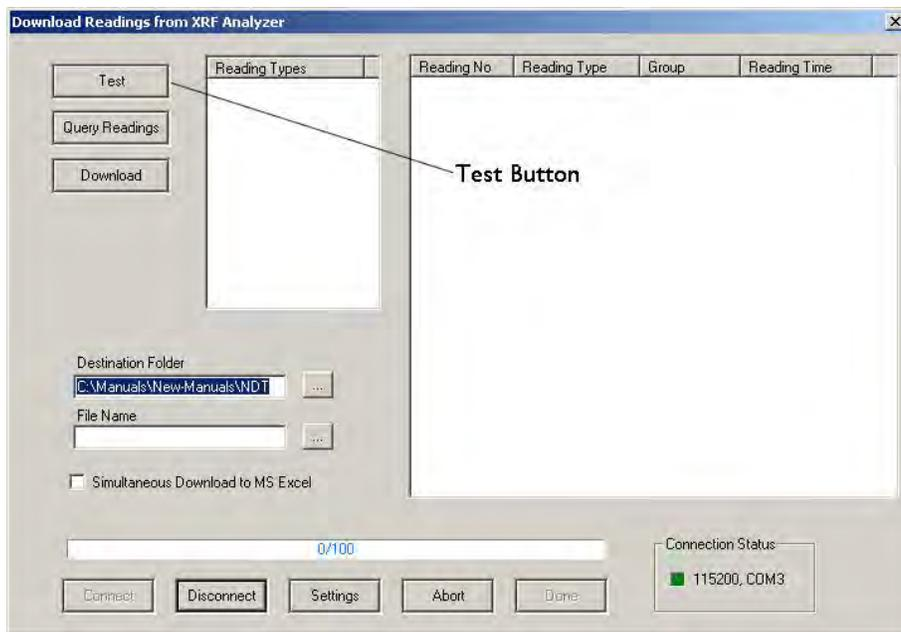 Download Readings from XRF Analyzer
Test
Query Readings
Download
Reading Types
Reading No Reading Type Group Reading Time
Test Button
Destination Folder
C:\Manuals\New-Manuals\NDT
...
File Name
...
Simultaneous Download to MS Excel
0/100
Connect Disconnect Settings Abort Done
Connection Status
115200, COM3